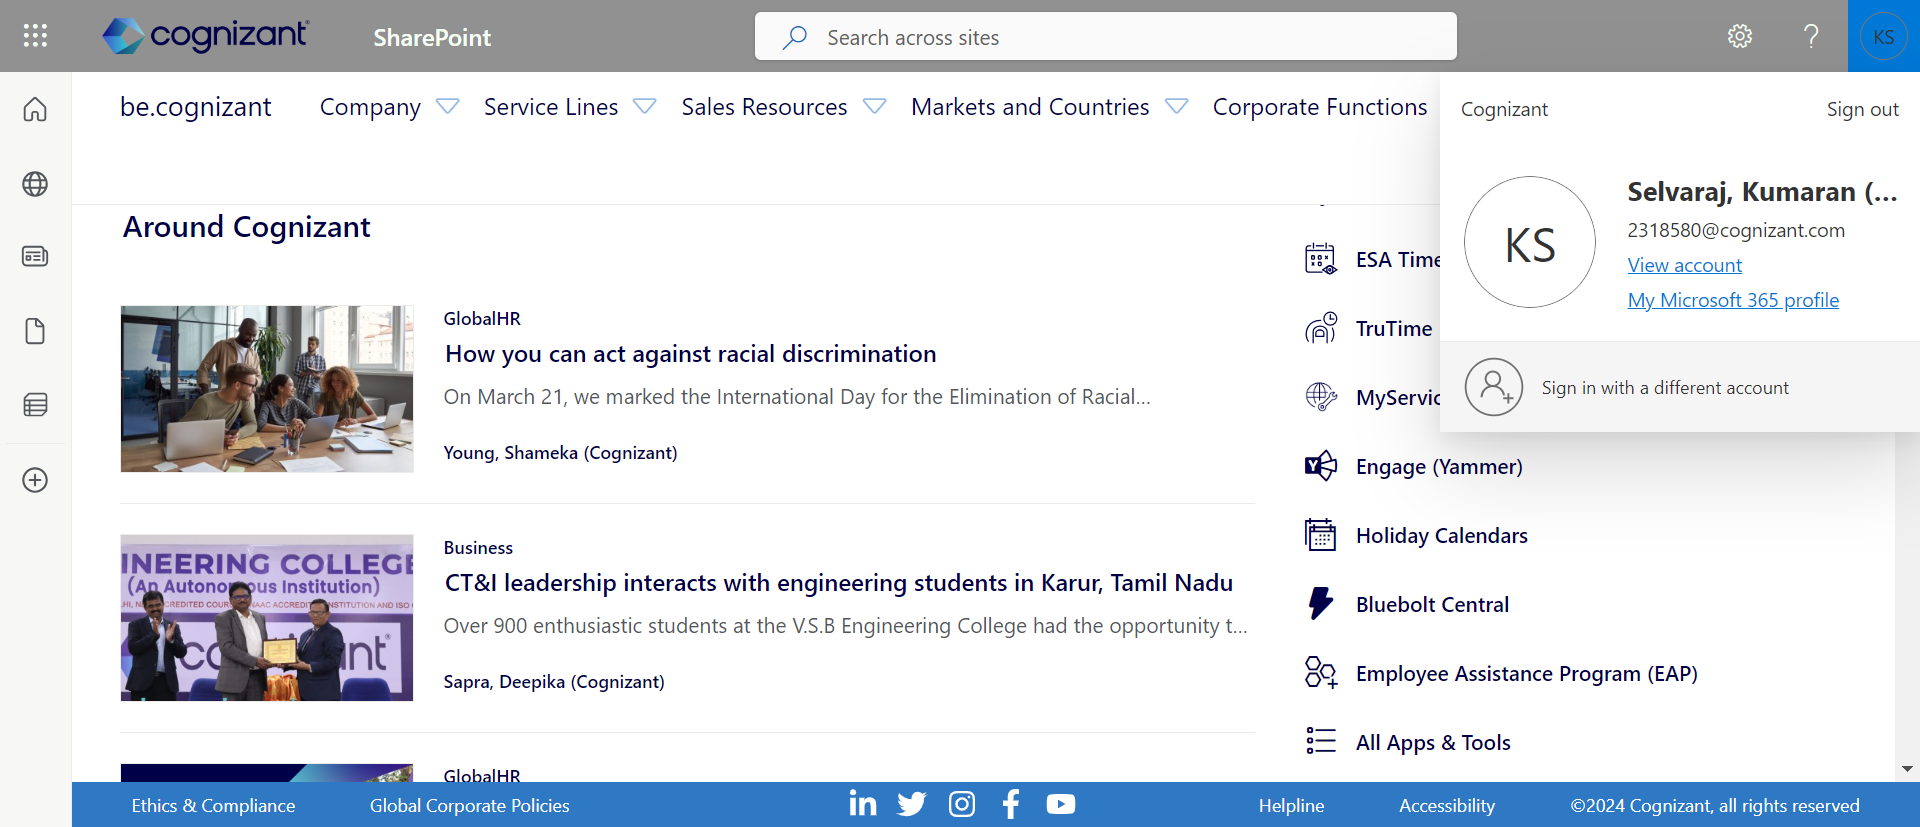 cognizant
SharePoint
Search across sites
KS
be.cognizant
Company
Service Lines
Sales Resources
Markets and Countries
Corporate Functions
Cognizant
Sign out
KS
Selvaraj, Kumaran (...
2318580@cognizant.com
View account
My Microsoft 365 profile
Sign in with a different account
Around Cognizant
GlobalHR
How you can act against racial discrimination
On March 21, we marked the International Day for the Elimination of Racial...
Young, Shameka (Cognizant)
INEERING COLLEGE
(An Autonomous Institution)
Business
CT&I leadership interacts with engineering students in Karur, Tamil Nadu
Over 900 enthusiastic students at the V.S.B Engineering College had the opportunity t...
Sapra, Deepika (Cognizant)
GlobalHR
ESA Time
TruTime
MyServic
Engage (Yammer)
Holiday Calendars
Bluebolt Central
Employee Assistance Program (EAP)
All Apps & Tools
Ethics & Compliance
Global Corporate Policies
Helpline
Accessibility
©2024 Cognizant, all rights reserved